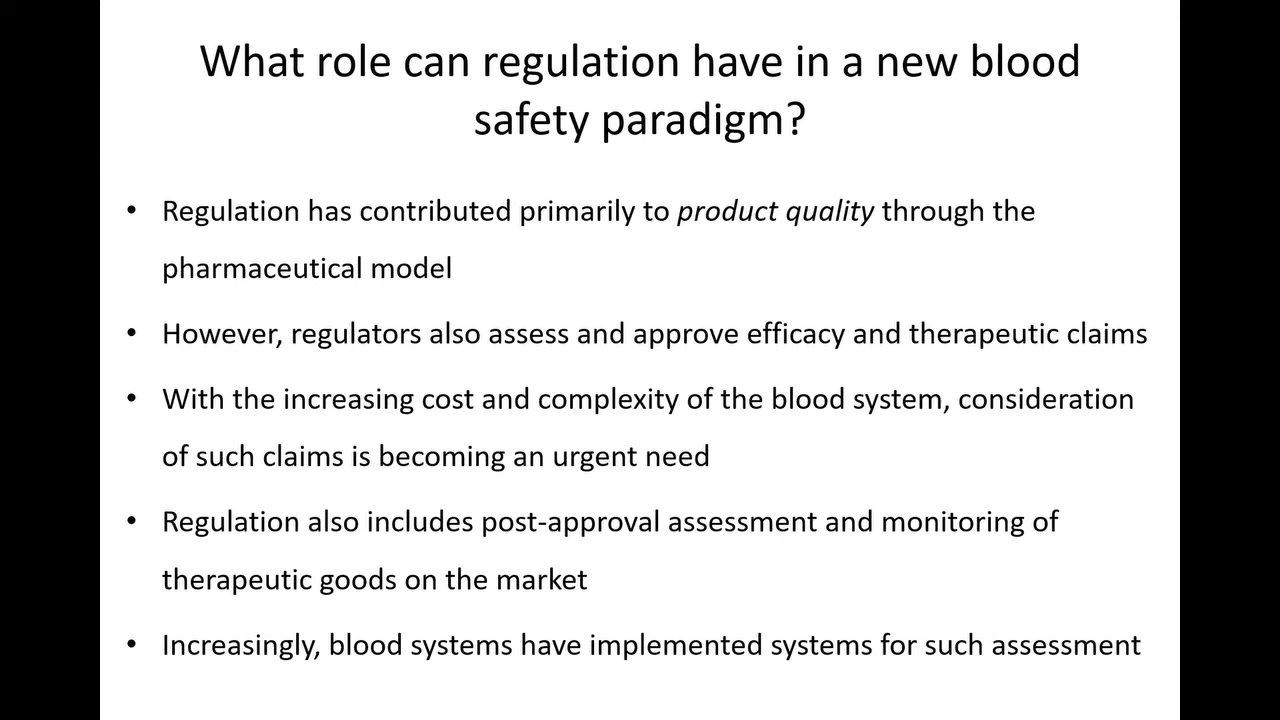 What role can regulation have in a new blood
safety paradigm?
• Regulation has contributed primarily to product quality through the
pharmaceutical model
• However, regulators also assess and approve efficacy and therapeutic claims
• With the increasing cost and complexity of the blood system, consideration
of such claims is becoming an urgent need
• Regulation also includes post-approval assessment and monitoring of
therapeutic goods on the market
• Increasingly, blood systems have implemented systems for such assessment